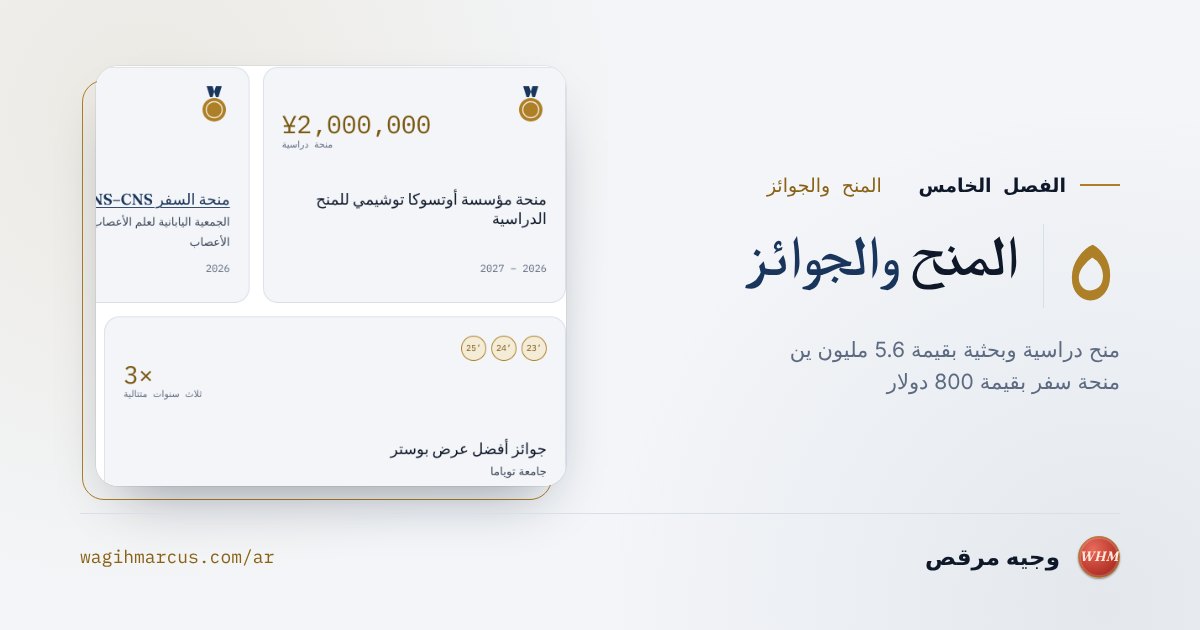 الفصل الخامس المنح والجوائز
٥
المنح والجوائز
منح دراسية وبحثية بقيمة 5.6 مليون ين
منحة سفر بقيمة 800 دولار
¥2,000,000
منحة دراسية
منحة مؤسسة أوتسوكا توشيمي للمنح
الدراسية
2026 – 2027
منحة السفر NS–CNS
الجمعية اليابانية لعلم الأعصاب
الأعصاب
2026
23’ 24’ 25’
3×
ثلاث سنوات متتالية
جوائز أفضل عرض بوستر
جامعة توياما
WHM
وجيه مرقص
wagihmarcus.com/ar